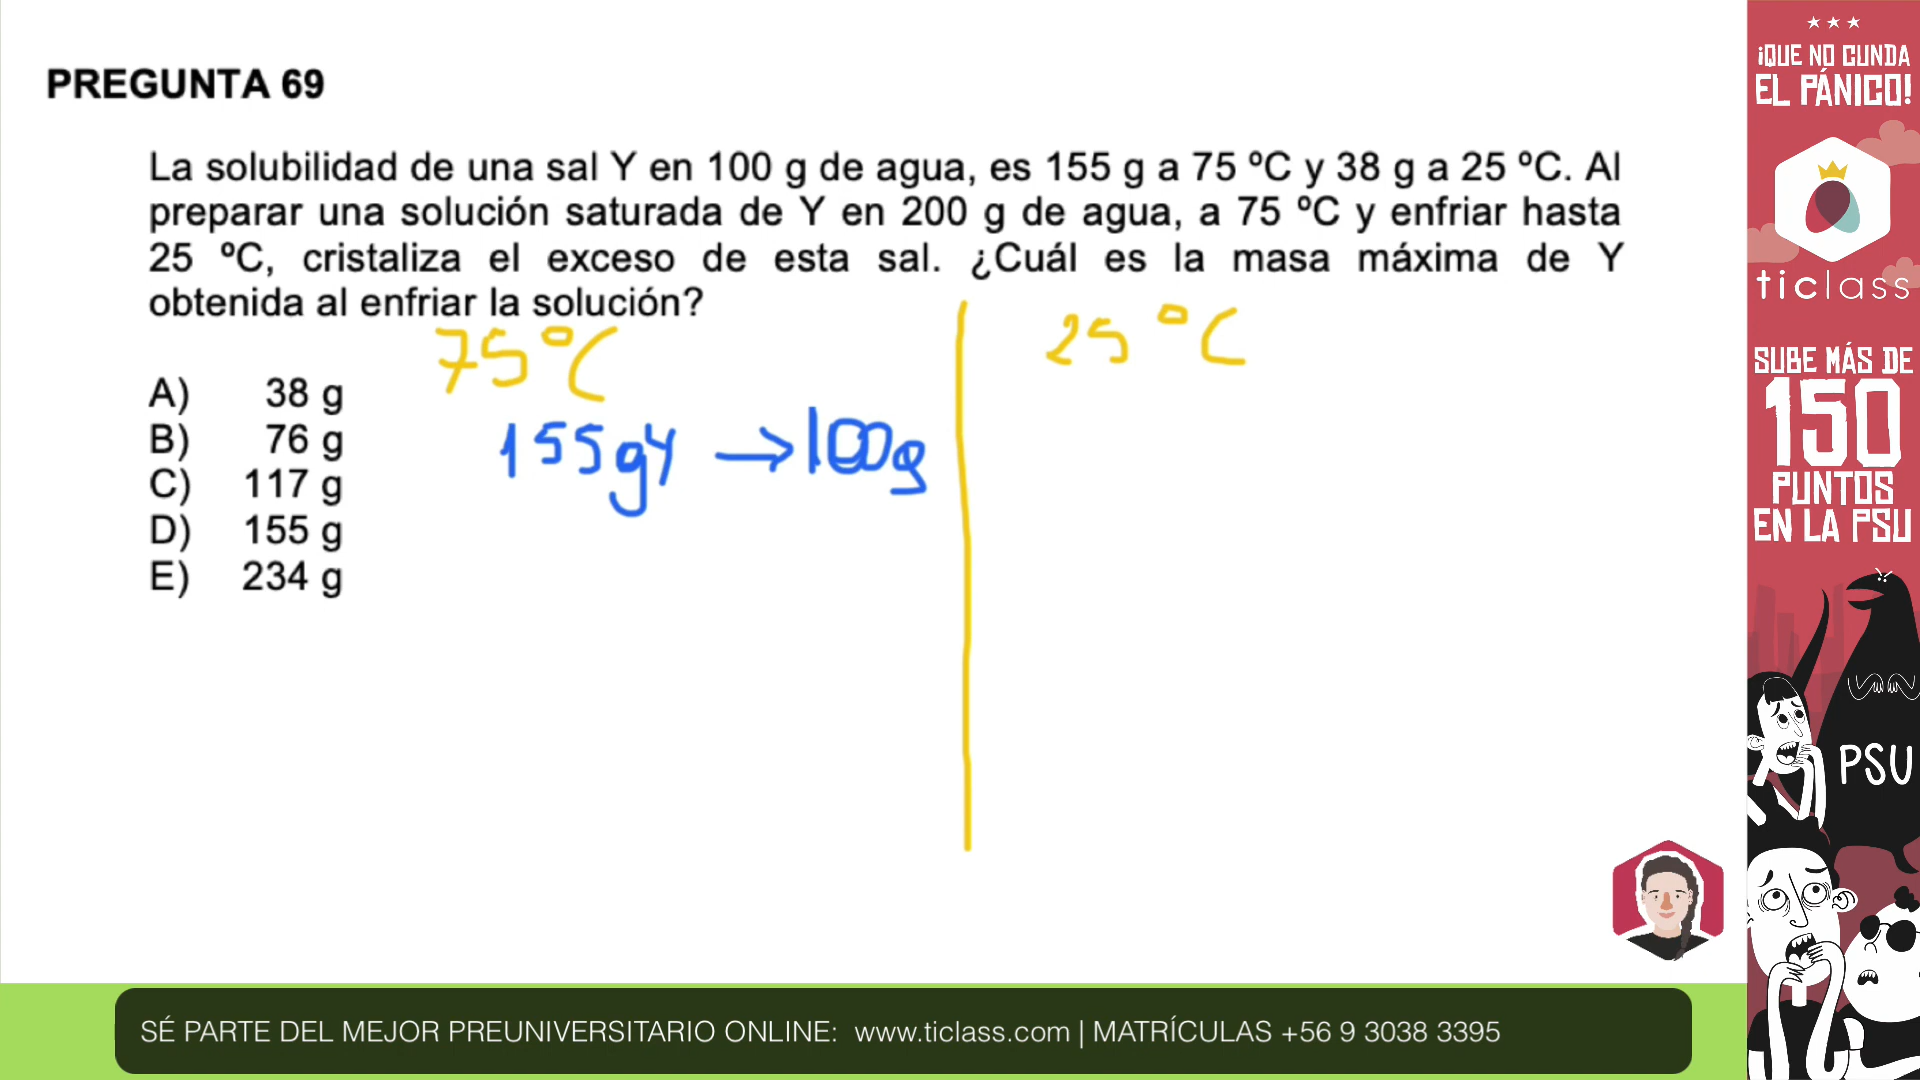 PREGUNTA 69
La solubilidad de una sal Y en 100 g de agua, es 155 g a 75 ºC y 38 g a 25 ºC. Al
preparar una solución saturada de Y en 200 g de agua, a 75 ºC y enfriar hasta
25 ºC, cristaliza el exceso de esta sal. ¿Cuál es la masa máxima de Y
obtenida al enfriar la solución?
75°C
25°C
155gY → 100g
A) 38 g
B) 76 g
C) 117 g
D) 155 g
E) 234 g
¡QUE NO CUNDA
EL PÁNICO!
ticlass
SUBE MÁS DE
150
PUNTOS
EN LA PSU
PSU
SÉ PARTE DEL MEJOR PREUNIVERSITARIO ONLINE: www.ticlass.com | MATRÍCULAS +56 9 3038 3395